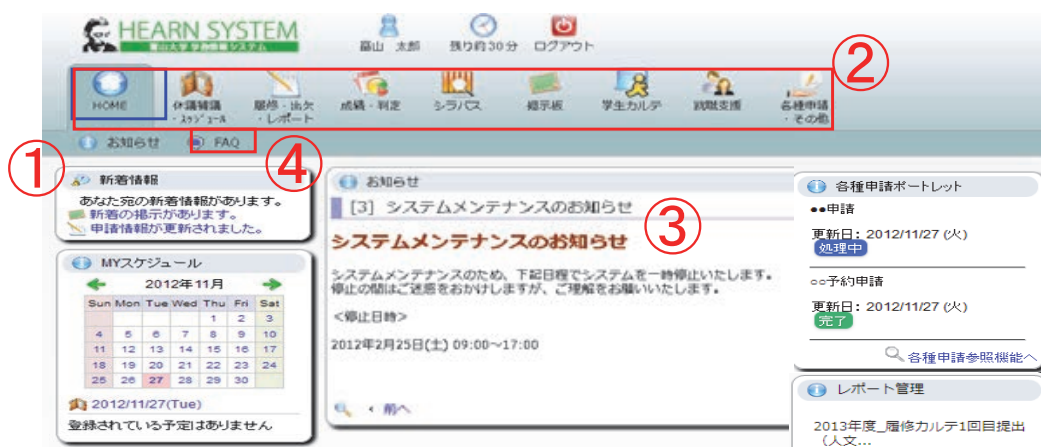 HEARN SYSTEM
富山大学 学務情報システム
富山 太郎
残り約30分
ログアウト
②
HOME
休講補講
・スケジュール
履修・出欠
・レポート
成績・判定
シラバス
掲示板
学生カルテ
就職支援
各種申請
・その他
お知らせ
FAQ
①
④
新着情報
あなた宛の新着情報があります。
新着の掲示があります。
申請情報が更新されました。
MYスケジュール
2012年11月
Sun Mon Tue Wed Thu Fri Sat
1 2 3
4 5 6 7 8 9 10
11 12 13 14 15 16 17
18 19 20 21 22 23 24
25 26 27 28 29 30
2012/11/27(Tue)
登録されている予定はありません
お知らせ
[3] システムメンテナンスのお知らせ
③
システムメンテナンスのお知らせ
システムメンテナンスのため、下記日程でシステムを一時停止いたします。
停止の間はご迷惑をおかけしますが、ご理解をお願いいたします。
<停止日時>
2012年2月25日(土) 09:00～17:00
< 前へ
各種申請ポートレット
●●申請
更新日: 2012/11/27 (火)
処理中
○○予約申請
更新日: 2012/11/27 (火)
完了
各種申請参照機能へ
レポート管理
2013年度_履修カルテ1回目提出
（人文...